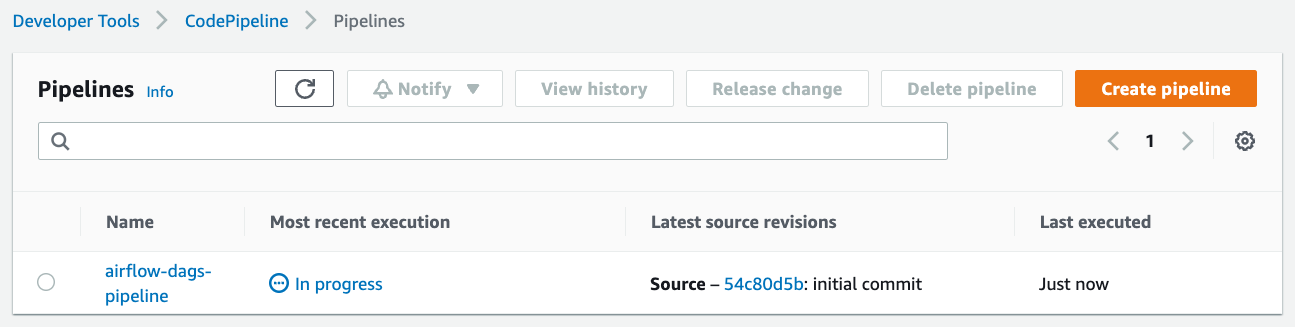 Developer Tools > CodePipeline > Pipelines
Pipelines Info Notify View history Release change Delete pipeline Create pipeline
1
Name Most recent execution Latest source revisions Last executed
airflow-dags-
pipeline In progress Source – 54c80d5b: initial commit Just now